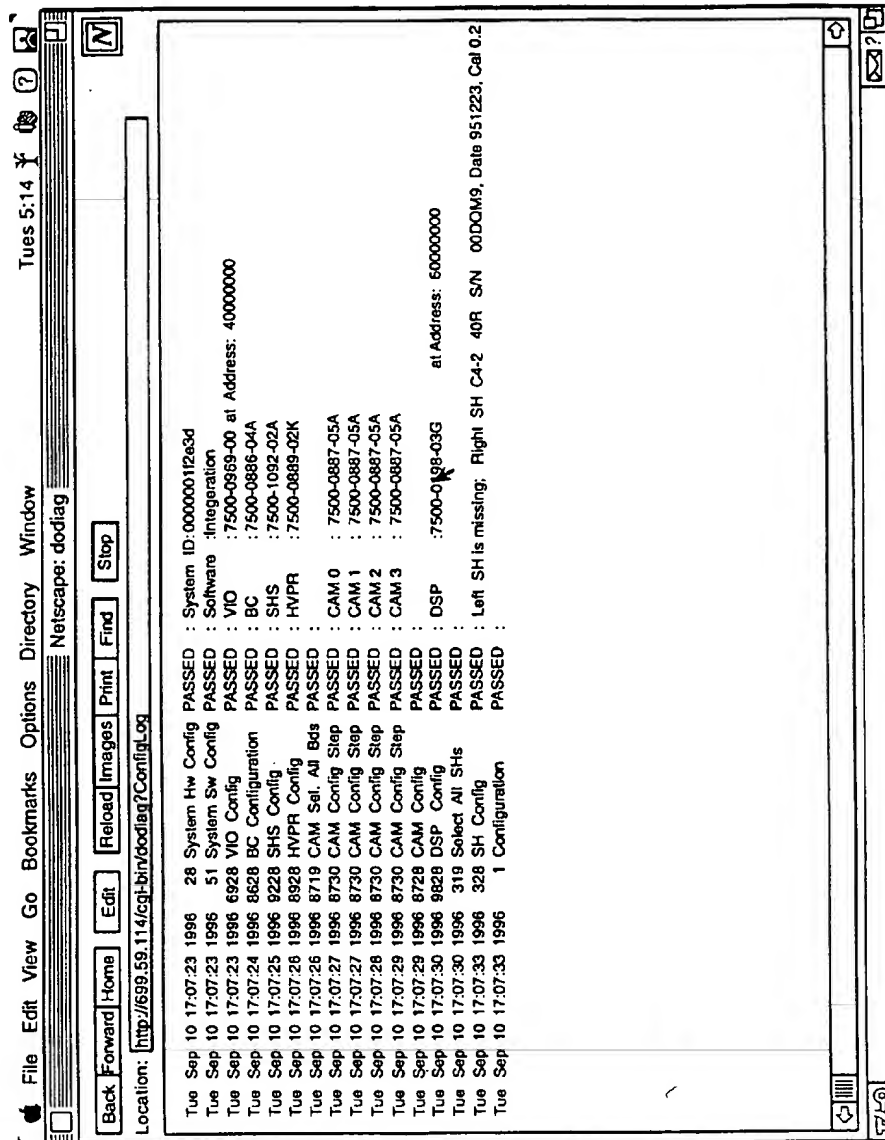 File Edit View Go Bookmarks Options Directory Window Tues 5:14
Netscape: dodiag
Back Forward Home Edit Reload Images Print Find Stop
N
Location: http://699.59.114/cgi-bin/dodiag?ConfigLog
Tue Sep 10 17:07:23 1996 28 System Hw Config PASSED : System ID:0000001f2e3d
Tue Sep 10 17:07:23 1996 51 System Sw Config PASSED : Software :Integeration
Tue Sep 10 17:07:23 1996 6928 VIO Config PASSED : VIO : 7500-0969-00 at Address: 40000000
Tue Sep 10 17:07:24 1996 8628 BC Configuration PASSED : BC :7500-0886-04A
Tue Sep 10 17:07:25 1996 9228 SHS Config PASSED : SHS :7500-1092-02A
Tue Sep 10 17:07:26 1996 8928 HVPR Config PASSED : HVPR :7500-0889-02K
Tue Sep 10 17:07:26 1996 8719 CAM Sel. All Bds PASSED :
Tue Sep 10 17:07:27 1996 8730 CAM Config Step PASSED : CAM 0 : 7500-0887-05A
Tue Sep 10 17:07:27 1996 8730 CAM Config Step PASSED : CAM 1 : 7500-0887-05A
Tue Sep 10 17:07:28 1996 8730 CAM Config Step PASSED : CAM 2 : 7500-0887-05A
Tue Sep 10 17:07:29 1996 8730 CAM Config Step PASSED : CAM 3 : 7500-0887-05A
Tue Sep 10 17:07:29 1996 8728 CAM Config PASSED :
Tue Sep 10 17:07:30 1996 9828 DSP Config PASSED : DSP :7500-0198-03G at Address: 60000000
Tue Sep 10 17:07:30 1996 319 Select All SHs PASSED :
Tue Sep 10 17:07:33 1996 328 SH Config PASSED : Left SH is missing; Right SH C4-2 40R S/N 00DQM9, Date 951223, Cal 0.2
Tue Sep 10 17:07:33 1996 1 Configuration PASSED :
?